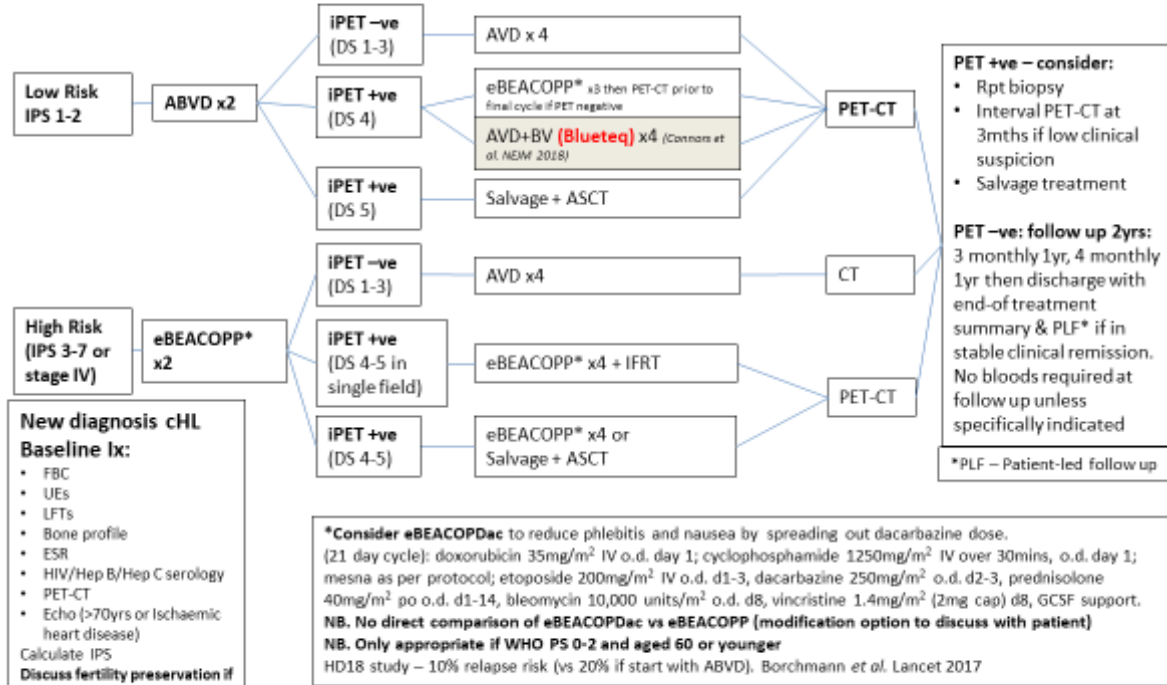 Low Risk
IPS 1-2
ABVD x2
iPET –ve
(DS 1-3)
AVD x 4
iPET +ve
(DS 4)
eBEACOPP* x3 then PET-CT prior to
final cycle if PET negative
AVD+BV (Blueteq) x4 (Connors et
al. NEJM 2018)
iPET +ve
(DS 5)
Salvage + ASCT
PET-CT
High Risk
(IPS 3-7 or
stage IV)
eBEACOPP*
x2
iPET –ve
(DS 1-3)
AVD x4
CT
iPET +ve
(DS 4-5 in
single field)
eBEACOPP* x4 + IFRT
iPET +ve
(DS 4-5)
eBEACOPP* x4 or
Salvage + ASCT
PET-CT
PET +ve – consider:
• Rpt biopsy
• Interval PET-CT at
3mths if low clinical
suspicion
• Salvage treatment
PET –ve: follow up 2yrs:
3 monthly 1yr, 4 monthly
1yr then discharge with
end-of treatment
summary & PLF* if in
stable clinical remission.
No bloods required at
follow up unless
specifically indicated
*PLF – Patient-led follow up
New diagnosis cHL
Baseline Ix:
• FBC
• UEs
• LFTs
• Bone profile
• ESR
• HIV/Hep B/Hep C serology
• PET-CT
• Echo (>70yrs or Ischaemic
heart disease)
Calculate IPS
Discuss fertility preservation if
*Consider eBEACOPDac to reduce phlebitis and nausea by spreading out dacarbazine dose.
(21 day cycle): doxorubicin 35mg/m² IV o.d. day 1; cyclophosphamide 1250mg/m² IV over 30mins, o.d. day 1;
mesna as per protocol; etoposide 200mg/m² IV o.d. d1-3, dacarbazine 250mg/m² o.d. d2-3, prednisolone
40mg/m² po o.d. d1-14, bleomycin 10,000 units/m² o.d. d8, vincristine 1.4mg/m² (2mg cap) d8, GCSF support.
NB. No direct comparison of eBEACOPDac vs eBEACOPP (modification option to discuss with patient)
NB. Only appropriate if WHO PS 0-2 and aged 60 or younger
HD18 study – 10% relapse risk (vs 20% if start with ABVD). Borchmann et al. Lancet 2017